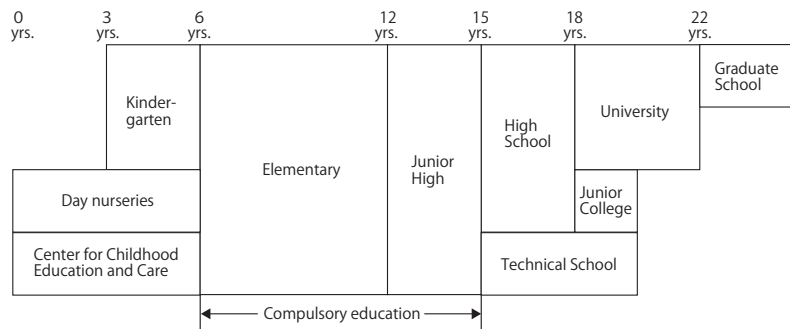 0
yrs.
3
yrs.
6
yrs.
12
yrs.
15
yrs.
18
yrs.
22
yrs.
Kinder-
garten
Day nurseries
Center for Childhood
Education and Care
Elementary
Junior
High
High
School
University
Graduate
School
Junior
College
Technical School
Compulsory education